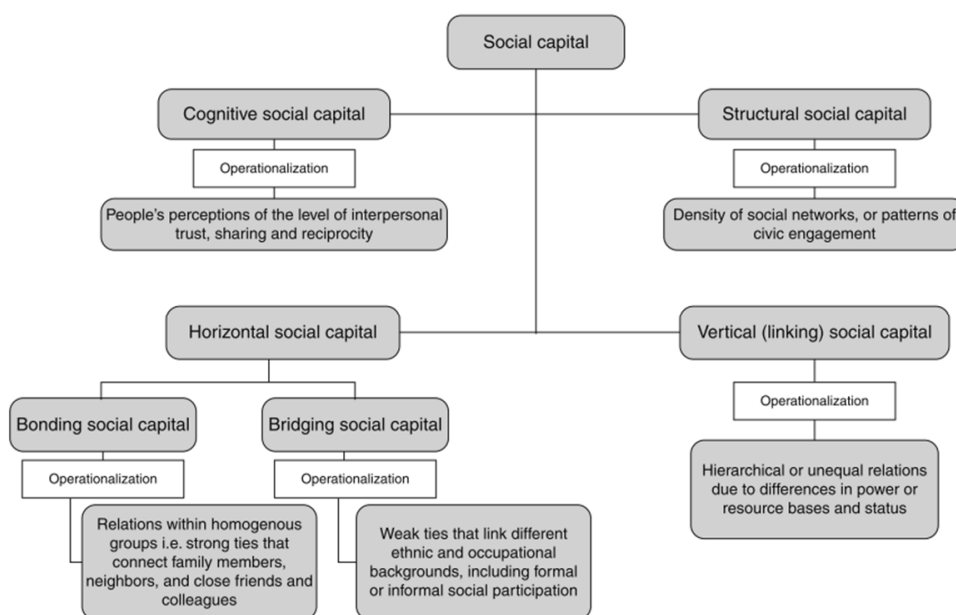 Social capital
Cognitive social capital
Structural social capital
Operationalization
Operationalization
People's perceptions of the level of interpersonal
trust, sharing and reciprocity
Density of social networks, or patterns of
civic engagement
Horizontal social capital
Vertical (linking) social capital
Operationalization
Bonding social capital
Bridging social capital
Operationalization
Operationalization
Hierarchical or unequal relations
due to differences in power or
resource bases and status
Relations within homogenous
groups i.e. strong ties that
connect family members,
neighbors, and close friends and
colleagues
Weak ties that link different
ethnic and occupational
backgrounds, including formal
or informal social participation